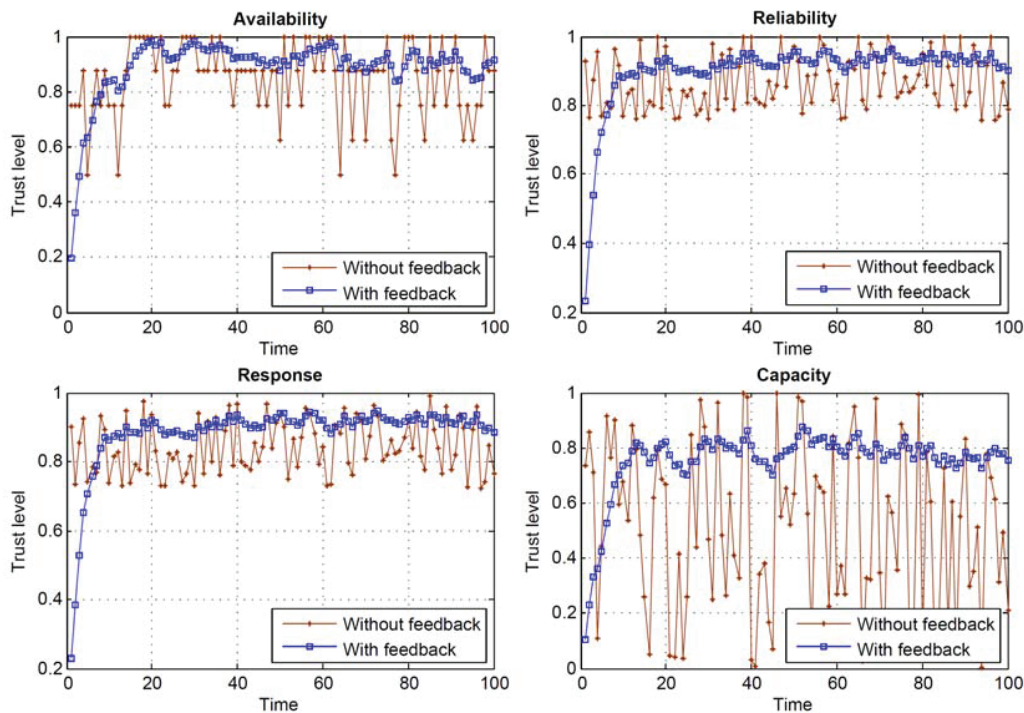 Availability
1
0.8
0.6
0.4
0.2
0
Trust level
Without feedback
With feedback
0 20 40 60 80 100
Time
Reliability
1
0.8
0.6
0.4
0.2
Trust level
Without feedback
With feedback
0 20 40 60 80 100
Time
Response
1
0.8
0.6
0.4
0.2
Trust level
Without feedback
With feedback
0 20 40 60 80 100
Time
Capacity
1
0.8
0.6
0.4
0.2
0
Trust level
Without feedback
With feedback
0 20 40 60 80 100
Time